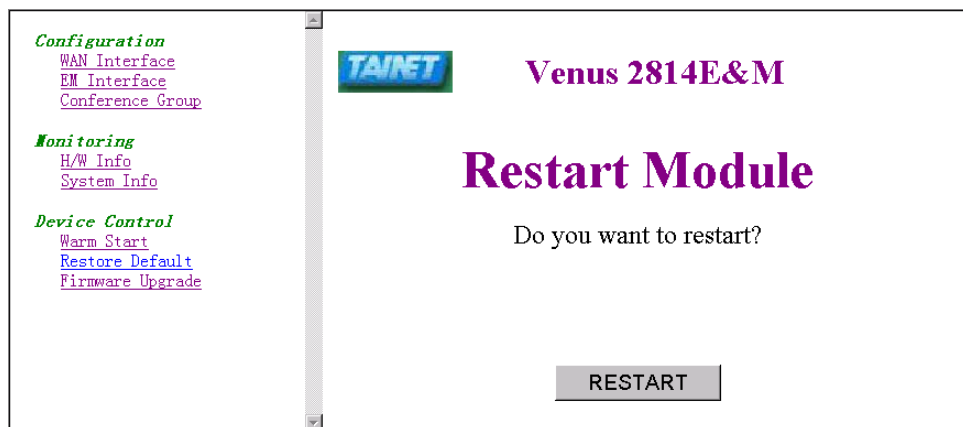 Configuration
WAN Interface
EM Interface
Conference Group
Monitoring
H/W Info
System Info
Device Control
Warm Start
Restore Default
Firmware Upgrade
TAINET
Venus 2814E&M
Restart Module
Do you want to restart?
RESTART